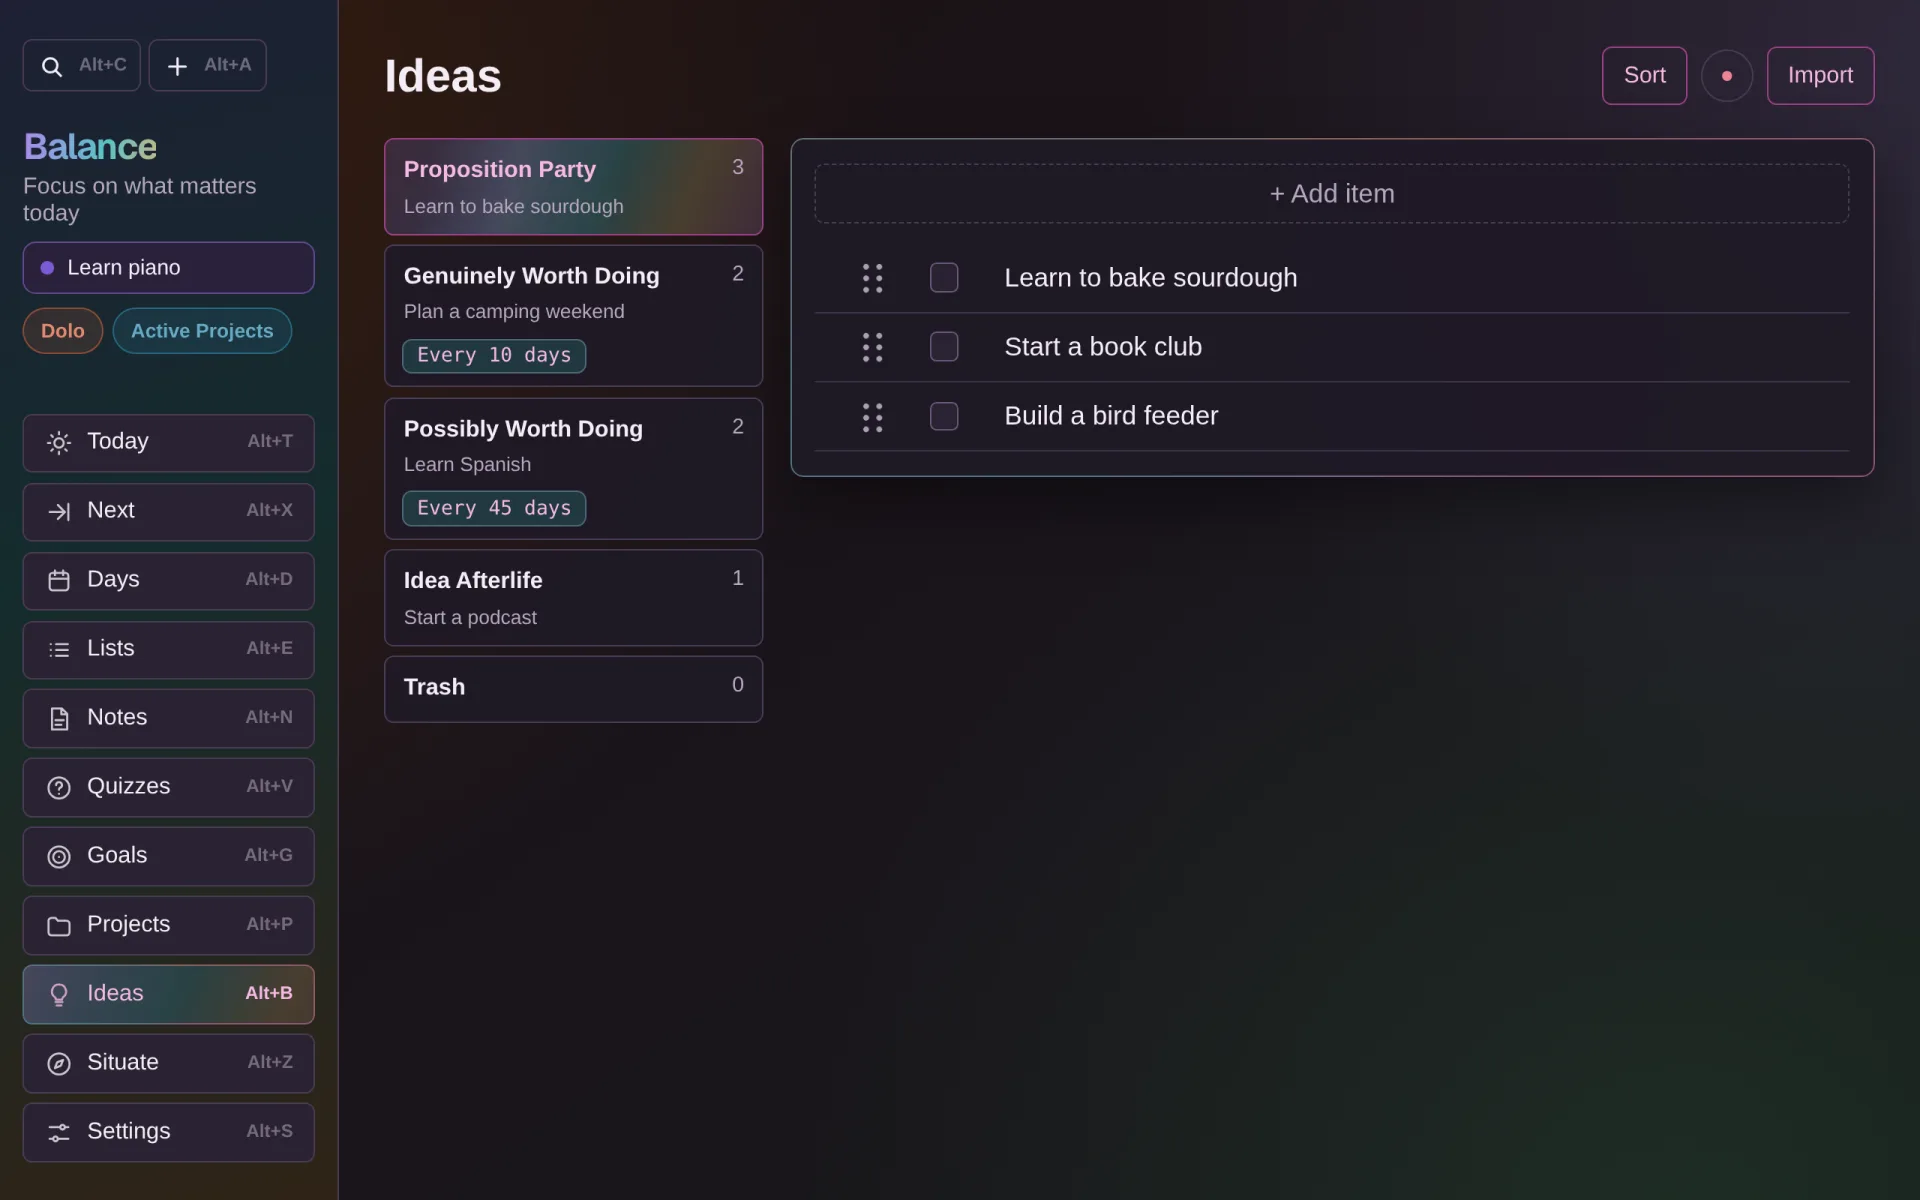 Alt+C
Alt+A
Balance
Focus on what matters
today
Learn piano
Dolo
Active Projects
Today Alt+T
Next Alt+X
Days Alt+D
Lists Alt+E
Notes Alt+N
Quizzes Alt+V
Goals Alt+G
Projects Alt+P
Ideas Alt+B
Situate Alt+Z
Settings Alt+S
Ideas
Sort
Import
Proposition Party 3
Learn to bake sourdough
Genuinely Worth Doing 2
Plan a camping weekend
Every 10 days
Possibly Worth Doing 2
Learn Spanish
Every 45 days
Idea Afterlife 1
Start a podcast
Trash 0
+ Add item
Learn to bake sourdough
Start a book club
Build a bird feeder